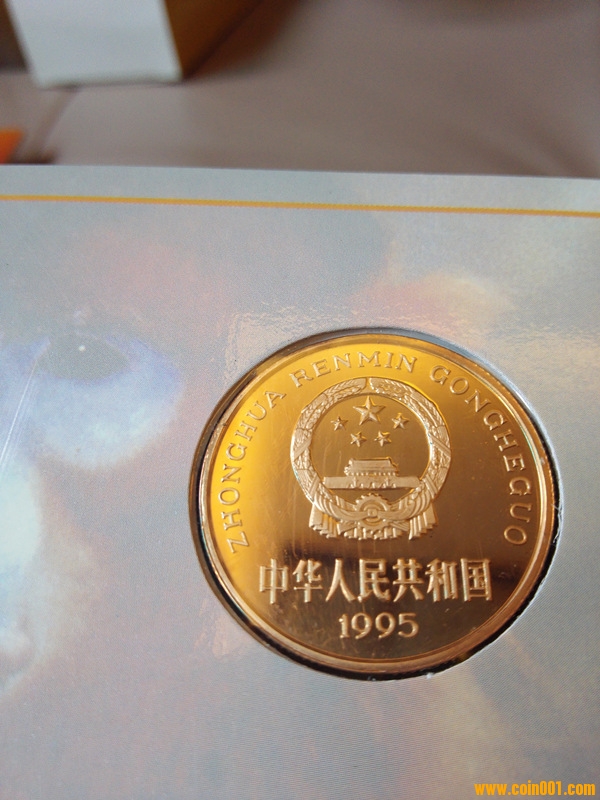 ZHONGHUA RENMIN GONGHEGUO
中华人民共和国
1995
www.coin001.com